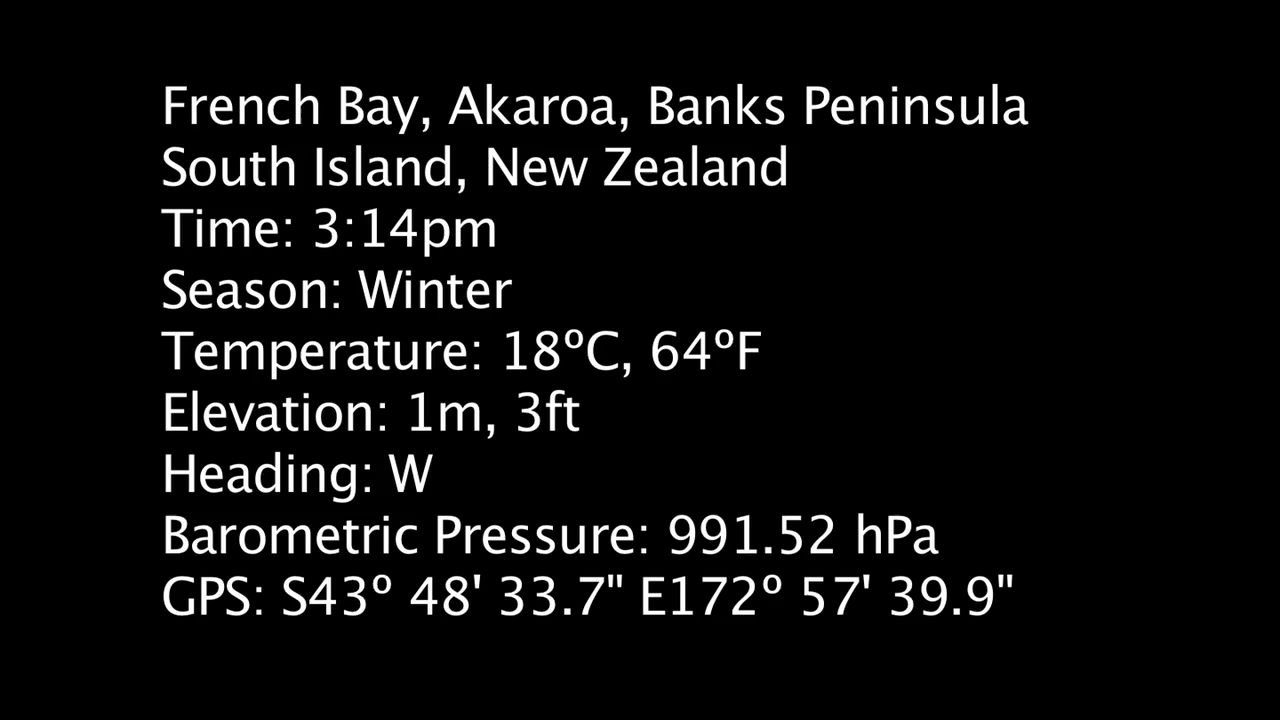 French Bay, Akaroa, Banks Peninsula
South Island, New Zealand
Time: 3:14pm
Season: Winter
Temperature: 18ºC, 64ºF
Elevation: 1m, 3ft
Heading: W
Barometric Pressure: 991.52 hPa
GPS: S43º 48' 33.7" E172º 57' 39.9"